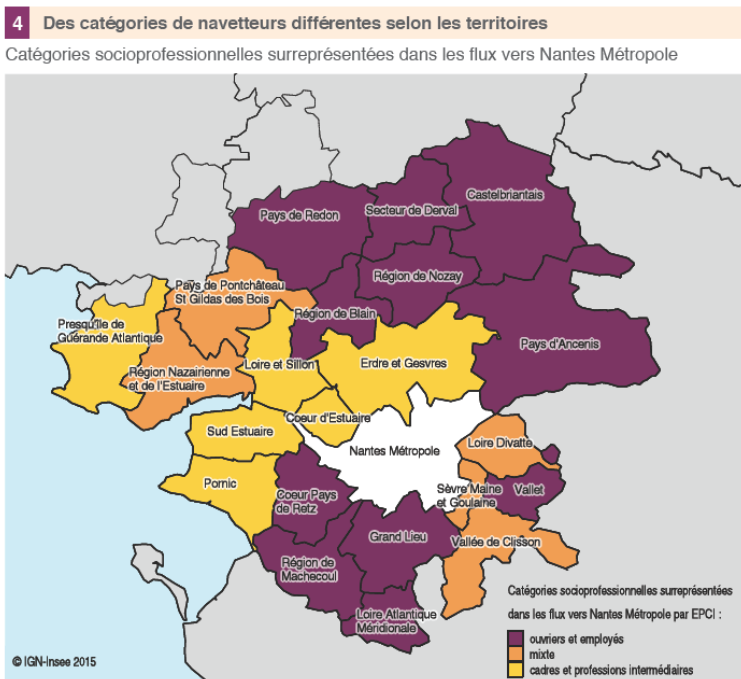 4 Des catégories de navetteurs différentes selon les territoires
Catégories socioprofessionnelles surreprésentées dans les flux vers Nantes Métropole
Castelbriantais
Pays de Redon
Secteur de Derval
Région de Nozay
Pays de Pontchâteau
St Gildas des Bois
Région de Blain
Presqu'île de
Guérande Atlantique
Pays d'Ancenis
Loire et Sillon
Erdre et Gesvres
Région Nazairienne
et de l'Estuaire
Coeur d'Estuaire
Sud Estuaire
Loire Divatte
Nantes Métropole
Pornic
Sèvre Maine
et Goulaine
Vallet
Coeur Pays
de Retz
Grand Lieu
Vallée de Clisson
Région de
Machecoul
Loire Atlantique
Méridionale
Catégories socioprofessionnelles surreprésentées
dans les flux vers Nantes Métropole par EPCI :
ouvriers et employés
mixte
cadres et professions intermédiaires
© IGN-Insee 2015